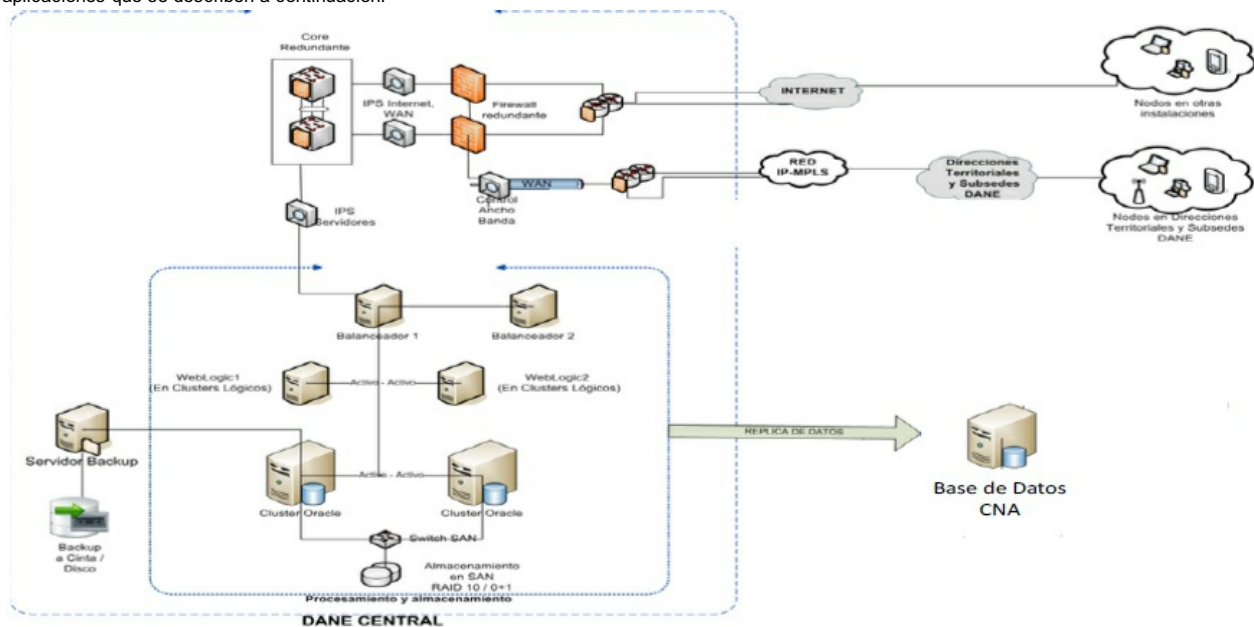 aplicaciones que se describen a continuación:
Core
Redundante
IPS Internet,
WAN
Firewall
redundante
INTERNET
Nodos en otras
instalaciones
WAN
Control
Ancho
Banda
RED
IP-MPLS
Direcciones
Territoriales
y Subsedes
DANE
Nodos en Direcciones
Territoriales y Subsedes
DANE
IPS
Servidores
Balanceador 1
Balanceador 2
WebLogic1
(En Clusters Lógicos)
Activo - Activo
WebLogic2
(En Clusters Lógicos)
Servidor Backup
Activo - Activo
Cluster Oracle
Cluster Oracle
REPLICA DE DATOS
Base de Datos
CNA
Backup
a Cinta /
Disco
Switch SAN
Almacenamiento
en SAN
RAID 10 / 0+1
Procesamiento y almacenamiento
DANE CENTRAL